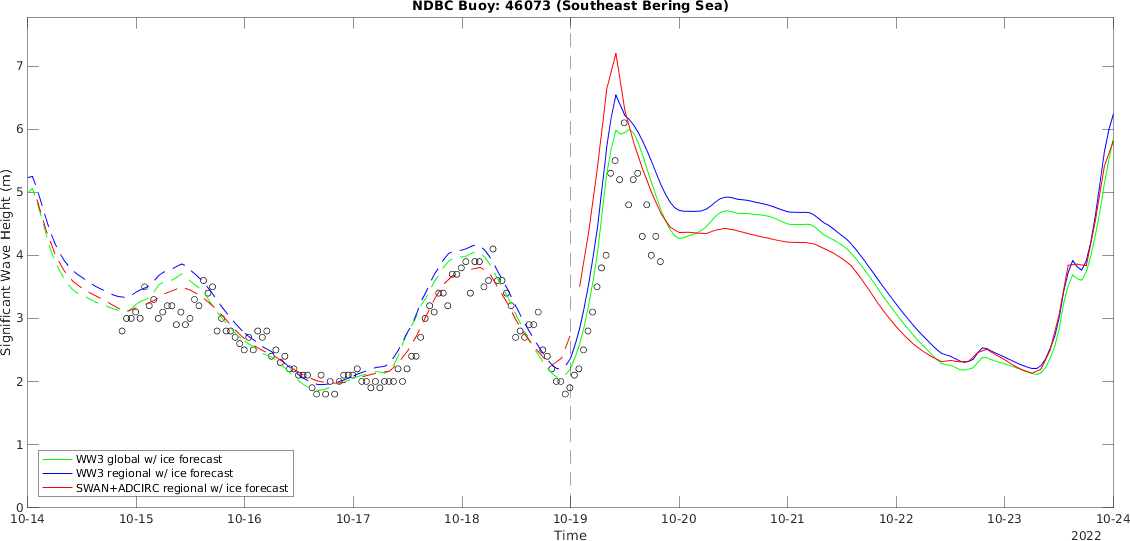 NDBC Buoy: 46073 (Southeast Bering Sea)
Significant Wave Height (m)
7
6
5
4
3
2
1
0
WW3 global w/ ice forecast
WW3 regional w/ ice forecast
SWAN+ADCIRC regional w/ ice forecast
10-14 10-15 10-16 10-17 10-18 10-19 10-20 10-21 10-22 10-23 10-24
Time
2022